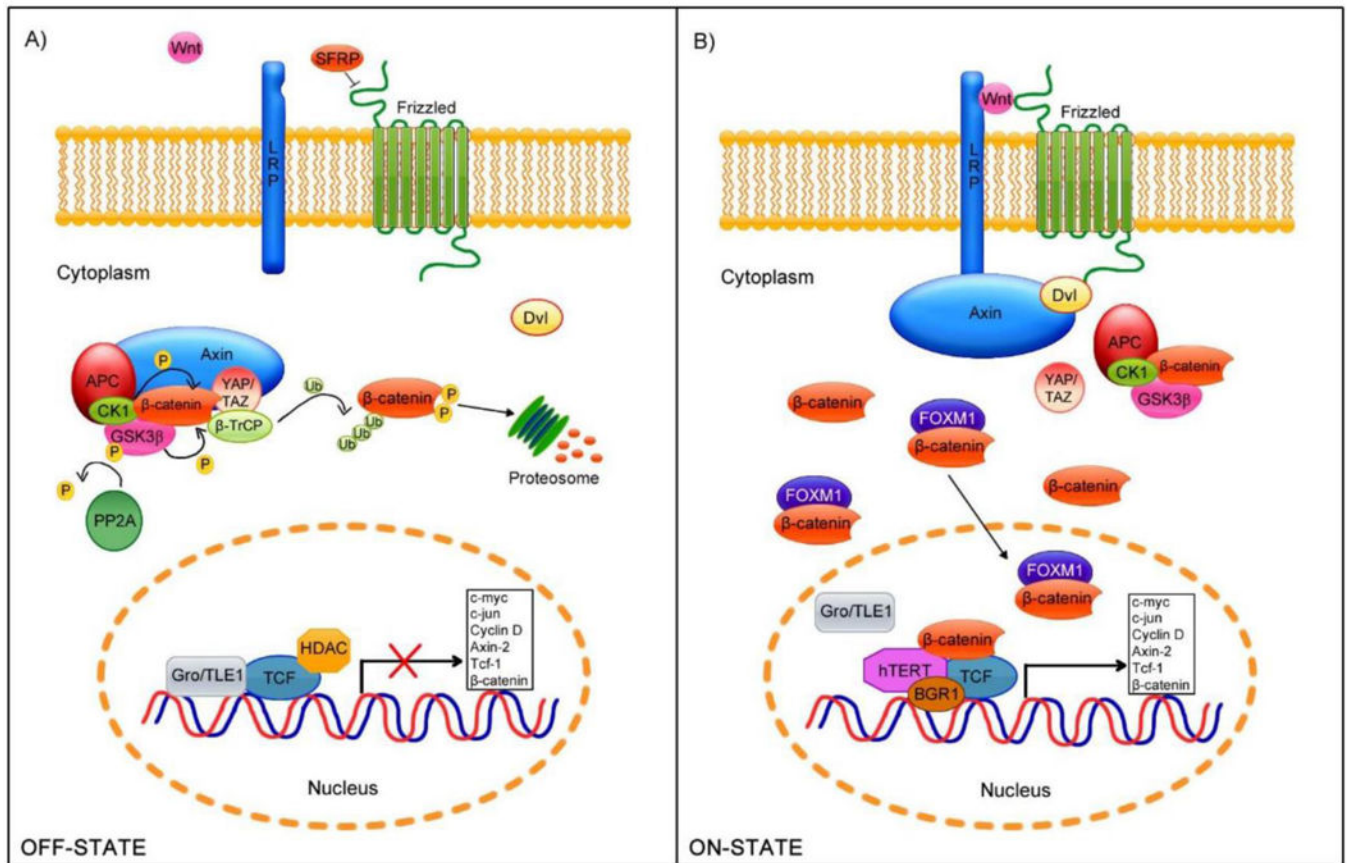 A)
Wnt
SFRP
Frizzled
LRP
Cytoplasm
Dvl
Axin
P
APC
YAP/
TAZ
CK1
β-catenin
β-TrCP
GSK3β
P
P
P
PP2A
Ub
β-catenin
P
P
Ub
Ub
Ub
Proteosome
c-myc
c-jun
Cyclin D
Axin-2
Tcf-1
β-catenin
HDAC
Gro/TLE1
TCF
Nucleus
OFF-STATE
B)
Wnt
Frizzled
LRP
Cytoplasm
Axin
Dvl
APC
CK1
β-catenin
GSK3β
YAP/
TAZ
β-catenin
FOXM1
β-catenin
β-catenin
FOXM1
β-catenin
FOXM1
β-catenin
Gro/TLE1
c-myc
c-jun
Cyclin D
Axin-2
Tcf-1
β-catenin
β-catenin
hTERT
TCF
BGR1
Nucleus
ON-STATE